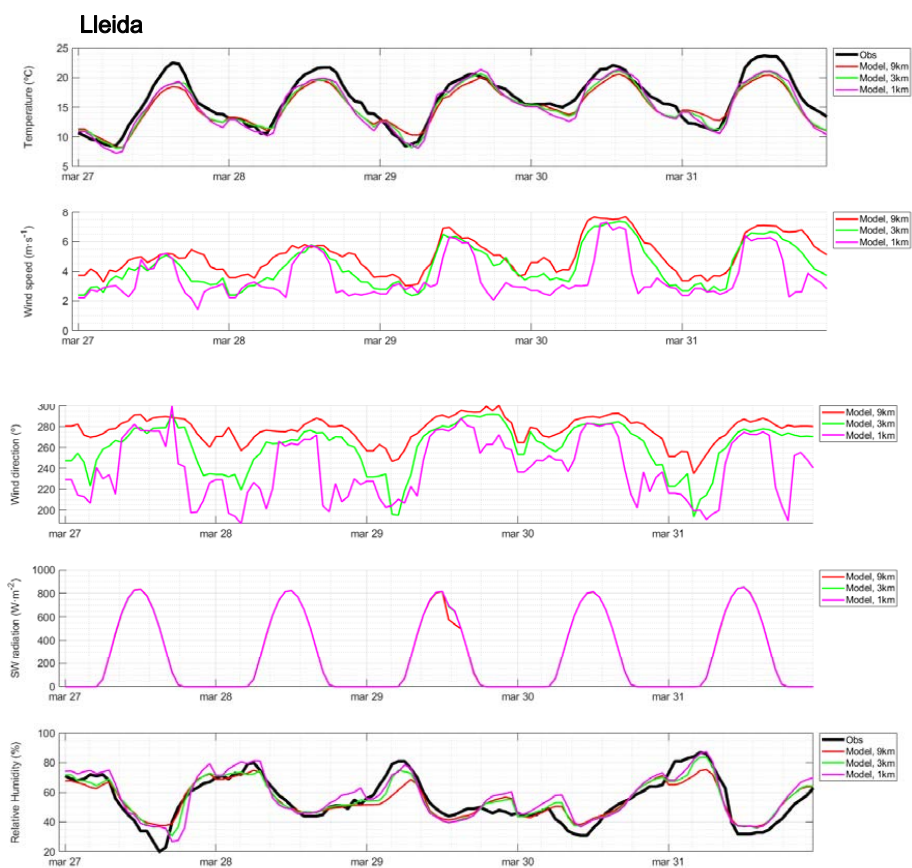 Lleida
25
20
15
10
5
Temperature (ºC)
mar 27 mar 28 mar 29 mar 30 mar 31
Obs
Model, 9km
Model, 3km
Model, 1km
8
6
4
2
0
Wind speed (m·s⁻¹)
mar 27 mar 28 mar 29 mar 30 mar 31
Model, 9km
Model, 3km
Model, 1km
300
280
260
240
220
200
Wind direction (º)
mar 27 mar 28 mar 29 mar 30 mar 31
Model, 9km
Model, 3km
Model, 1km
1000
800
600
400
200
0
SW radiation (W·m⁻²)
mar 27 mar 28 mar 29 mar 30 mar 31
Model, 9km
Model, 3km
Model, 1km
100
80
60
40
20
Relative Humidity (%)
mar 27 mar 28 mar 29 mar 30 mar 31
Obs
Model, 9km
Model, 3km
Model, 1km